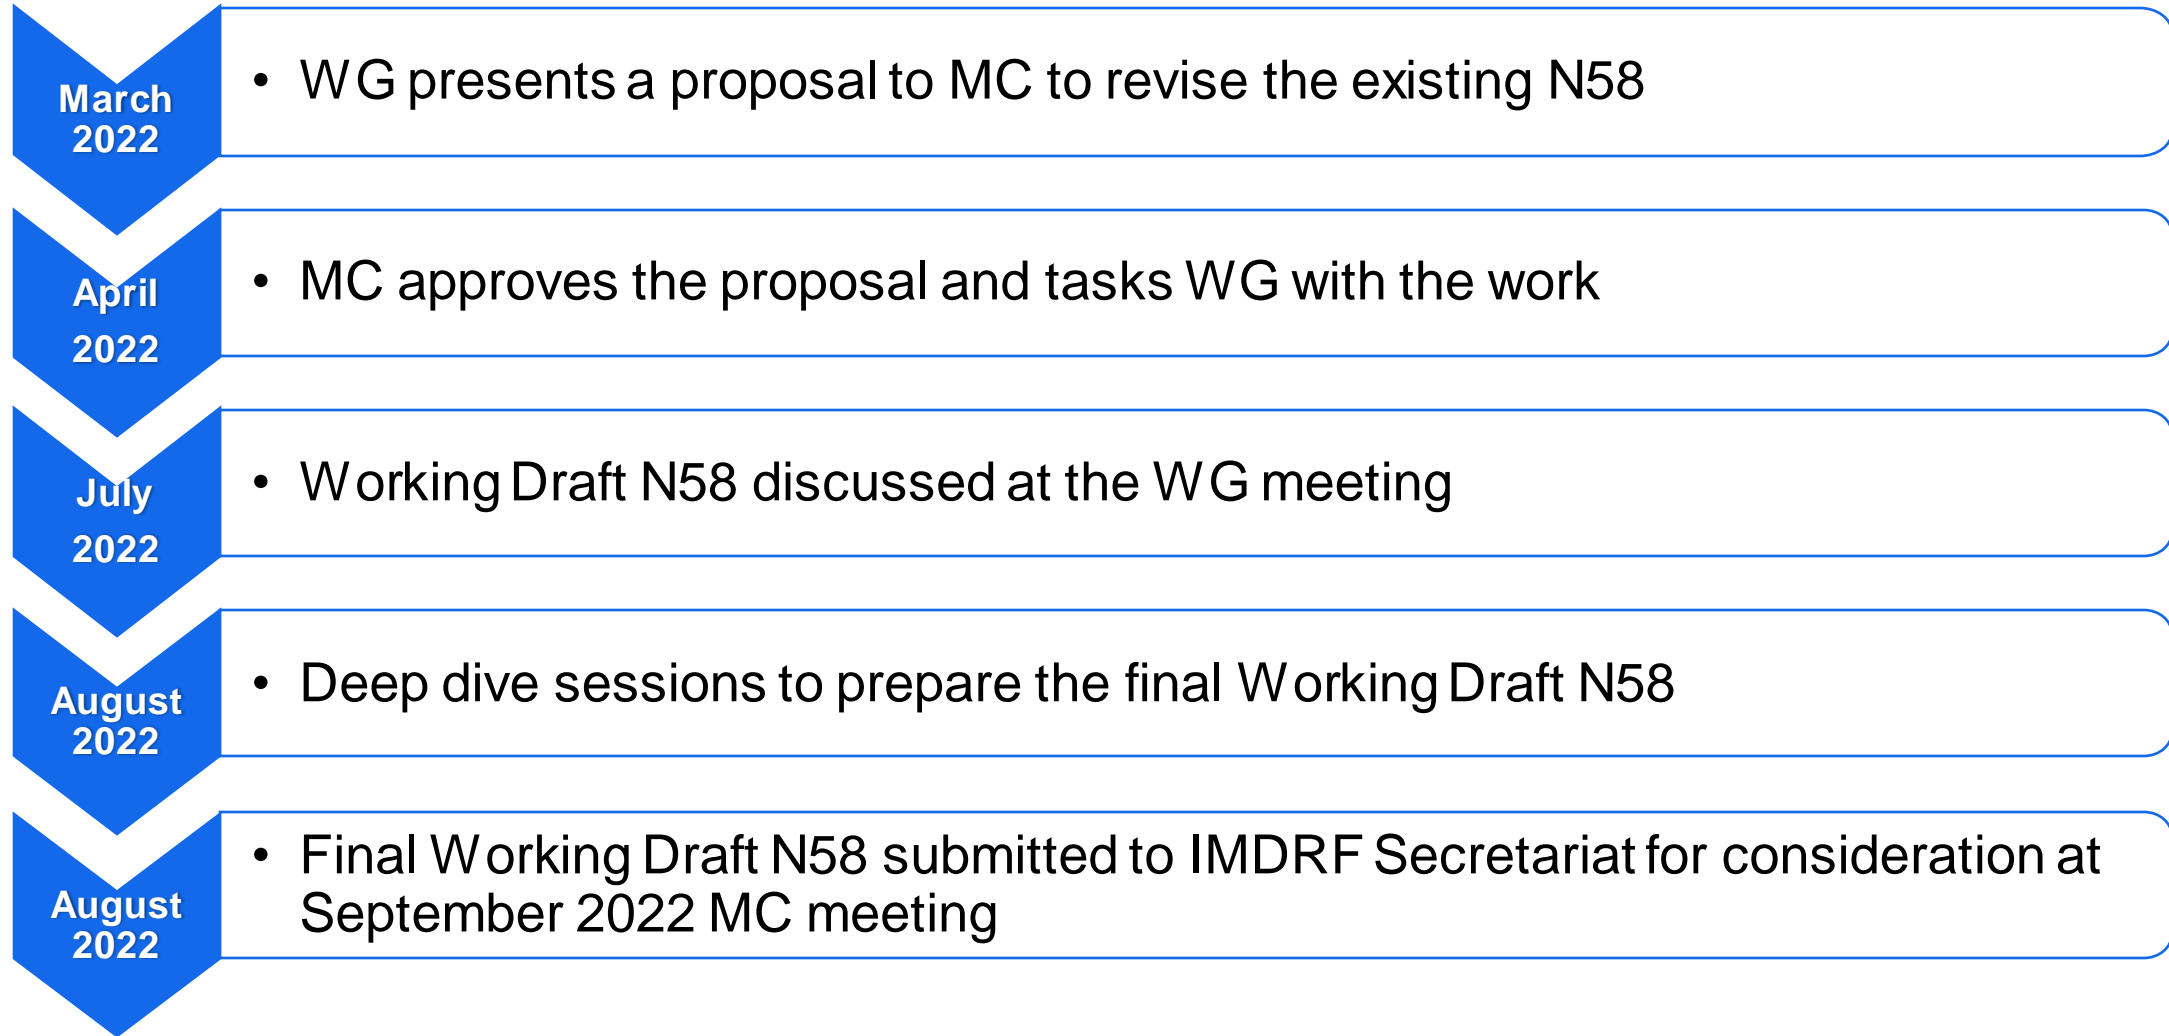 March
2022
• WG presents a proposal to MC to revise the existing N58
April
2022
• MC approves the proposal and tasks WG with the work
July
2022
• Working Draft N58 discussed at the WG meeting
August
2022
• Deep dive sessions to prepare the final Working Draft N58
August
2022
• Final Working Draft N58 submitted to IMDRF Secretariat for consideration at
September 2022 MC meeting